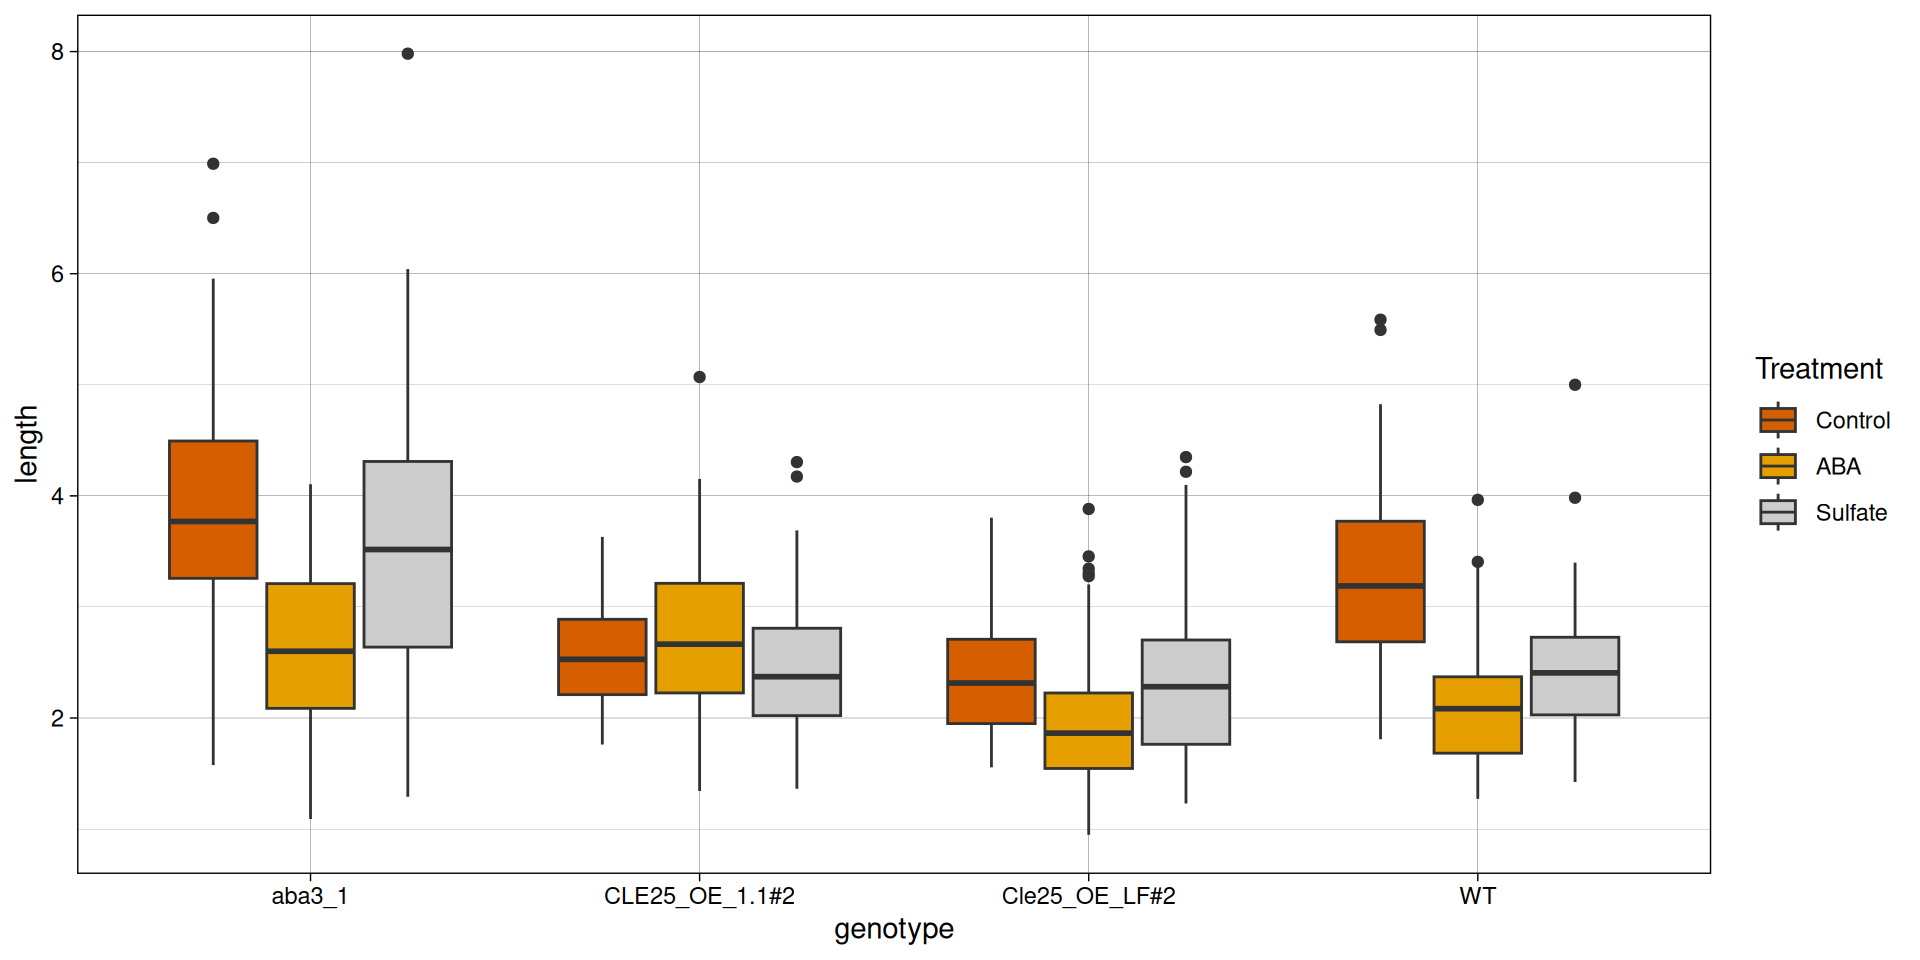 8
6
4
2
length
aba3_1
CLE25_OE_1.1#2
Cle25_OE_LF#2
WT
genotype
Treatment
Control
ABA
Sulfate